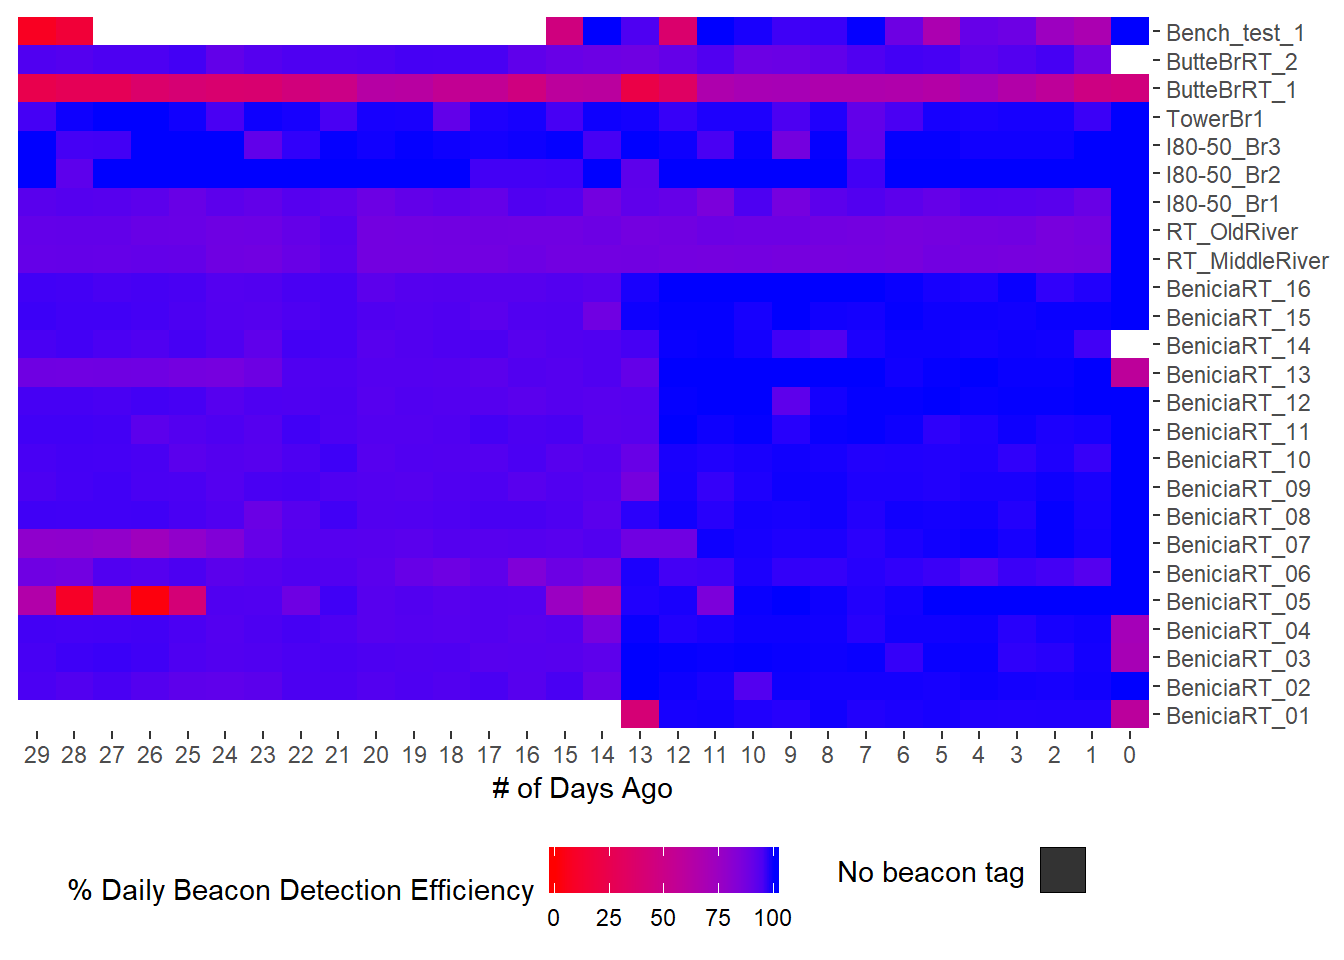 Bench_test_1
ButteBrRT_2
ButteBrRT_1
TowerBr1
I80-50_Br3
I80-50_Br2
I80-50_Br1
RT_OldRiver
RT_MiddleRiver
BeniciaRT_16
BeniciaRT_15
BeniciaRT_14
BeniciaRT_13
BeniciaRT_12
BeniciaRT_11
BeniciaRT_10
BeniciaRT_09
BeniciaRT_08
BeniciaRT_07
BeniciaRT_06
BeniciaRT_05
BeniciaRT_04
BeniciaRT_03
BeniciaRT_02
BeniciaRT_01
29 28 27 26 25 24 23 22 21 20 19 18 17 16 15 14 13 12 11 10 9 8 7 6 5 4 3 2 1 0
# of Days Ago
% Daily Beacon Detection Efficiency
0 25 50 75 100
No beacon tag